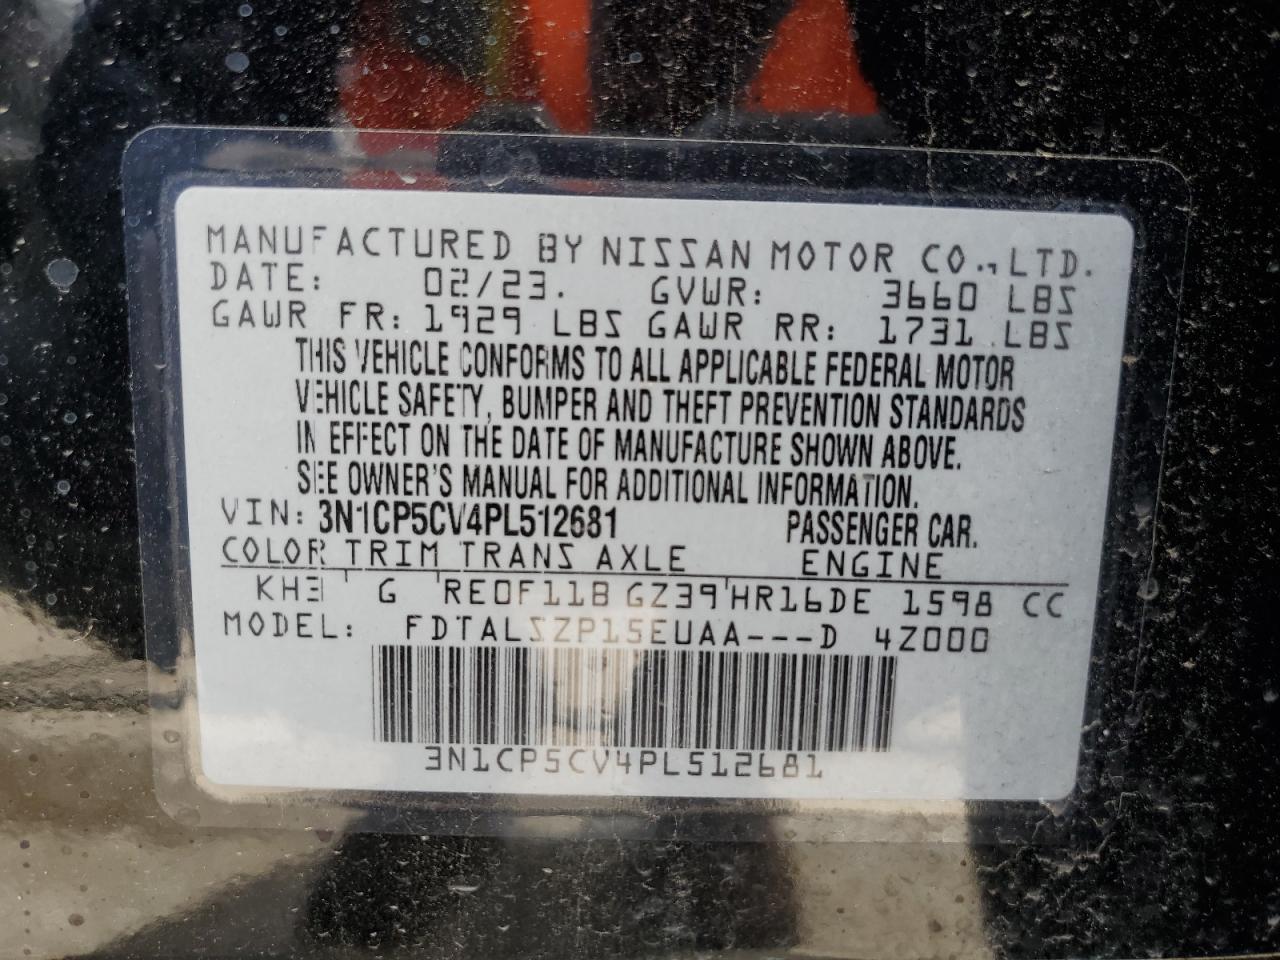 MANUFACTURED BY NISSAN MOTOR CO., LTD.
DATE: 02/23. GVWR: 3660 LBS
GAWR FR: 1929 LBS GAWR RR: 1731 LBS
THIS VEHICLE CONFORMS TO ALL APPLICABLE FEDERAL MOTOR
VEHICLE SAFETY, BUMPER AND THEFT PREVENTION STANDARDS
IN EFFECT ON THE DATE OF MANUFACTURE SHOWN ABOVE.
SEE OWNER'S MANUAL FOR ADDITIONAL INFORMATION.
VIN: 3N1CP5CV4PL512681 PASSENGER CAR.
COLOR TRIM TRANS AXLE ENGINE
KH3 G RE0F11B GZ39 HR16DE 1598 CC
MODEL: FDTALSZP15EUAA---D 4Z000
3N1CP5CV4PL512681